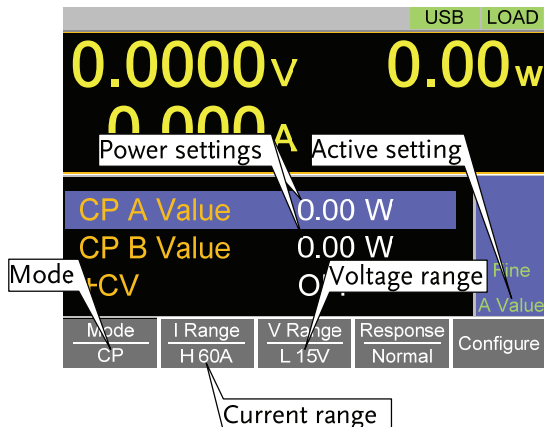 USB LOAD
0.0000V 0.00W
0.000A
Power settings
Active setting
CP A Value 0.00 W
CP B Value 0.00 W
+CV
Mode
Voltage range
Fine
A Value
Mode I Range V Range Response Configure
CP H 60A L 15V Normal
Current range